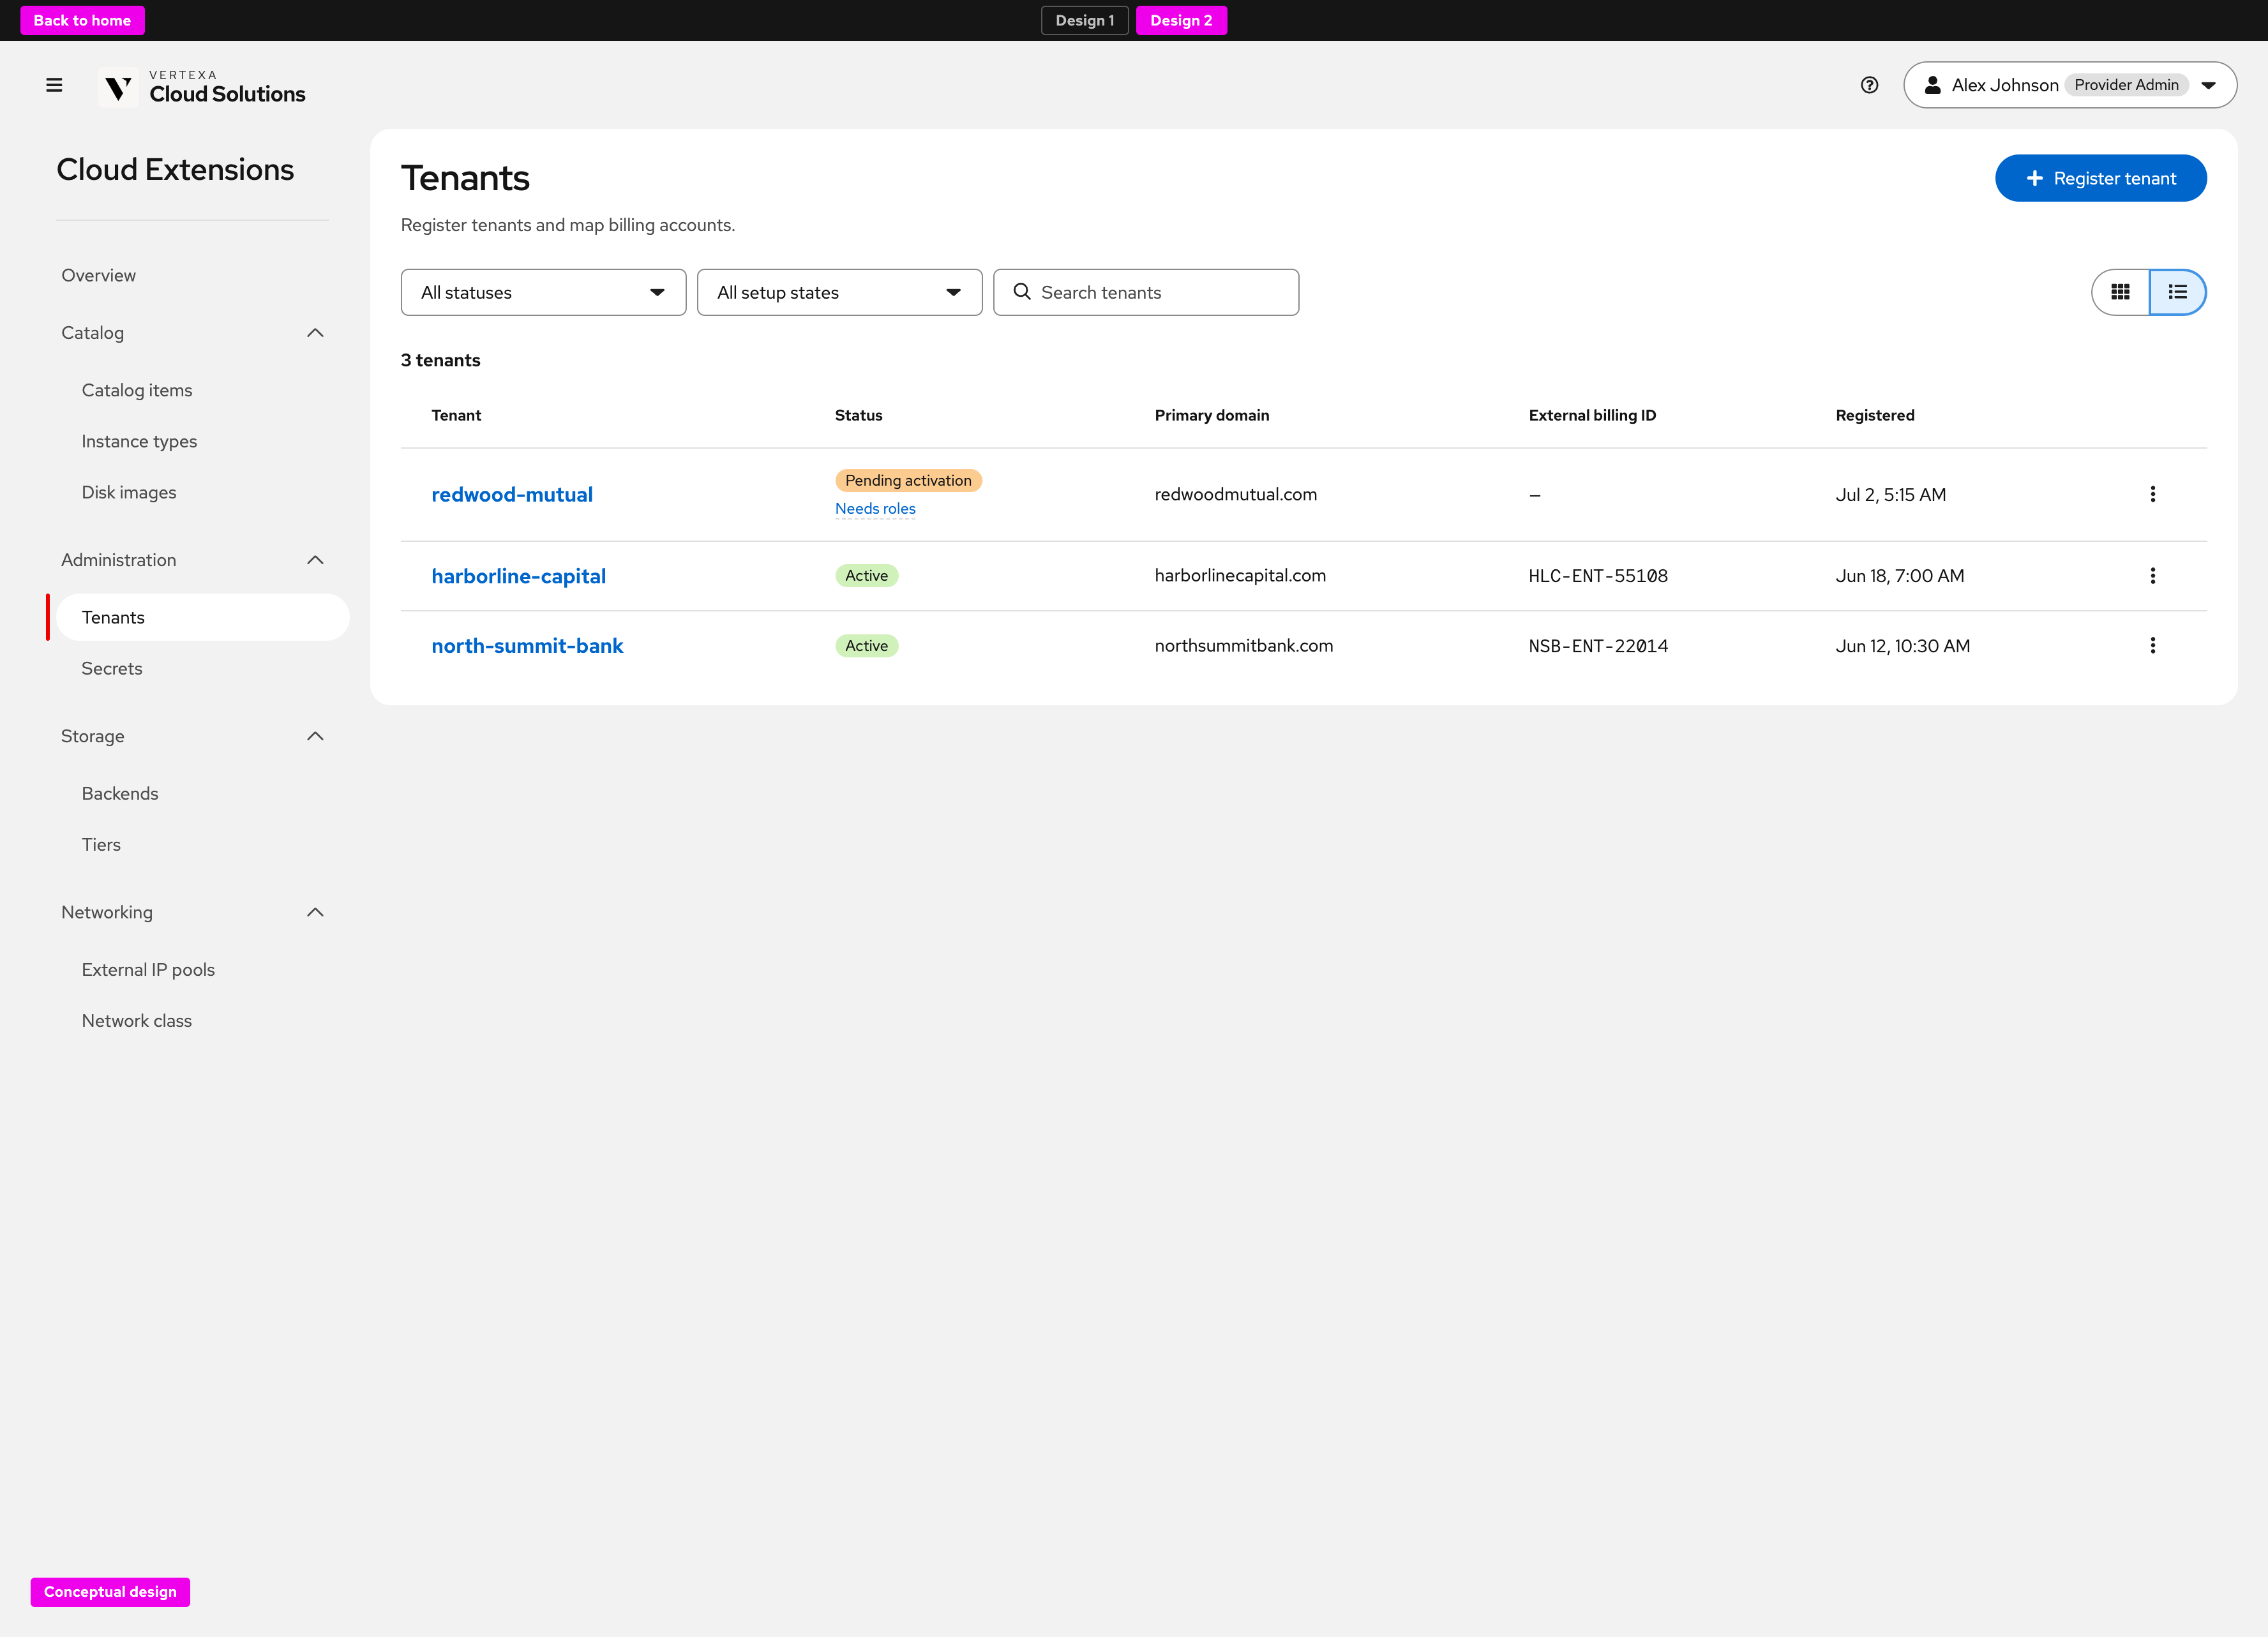 Back to home
Design 1
Design 2
VERTEXA
Cloud Solutions
Alex Johnson
Provider Admin
Cloud Extensions
Overview
Catalog
Catalog items
Instance types
Disk images
Administration
Tenants
Secrets
Storage
Backends
Tiers
Networking
External IP pools
Network class
Tenants
Register tenants and map billing accounts.
+ Register tenant
All statuses
All setup states
Search tenants
3 tenants
Tenant Status Primary domain External billing ID Registered
redwood-mutual Pending activation redwoodmutual.com – Jul 2, 5:15 AM
Needs roles
harborline-capital Active harborlinecapital.com HLC-ENT-55108 Jun 18, 7:00 AM
north-summit-bank Active northsummitbank.com NSB-ENT-22014 Jun 12, 10:30 AM
Conceptual design